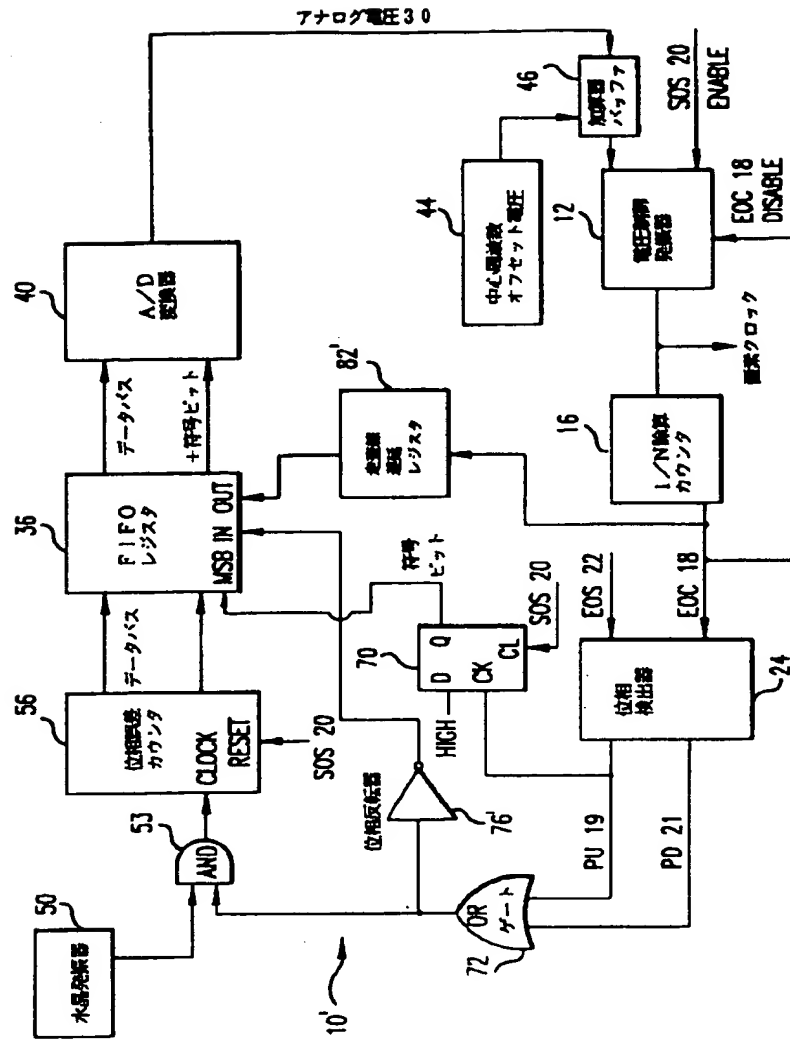 水晶発振器
50
AND
53
56
位相誤差
カウンタ
CLOCK
RESET
SOS 20
データバス
36
FIFO
レジスタ
MSB IN OUT
データバス
+符号ビット
40
A/D
変換器
アナログ電圧30
10'
位相反転器
76'
符号
ビット
70
D Q
CK
CL
HIGH
SOS 20
82'
走査線
遅延
レジスタ
44
中心周波数
オフセット電圧
46
加算器
バッファ
72
OR
ゲート
PU 19
PD 21
位相
検出器
24
EOS 22
EOC 18
16
1/N除算
カウンタ
画素クロック
12
電圧制御
発振器
EOC 18
DISABLE
SOS 20
ENABLE